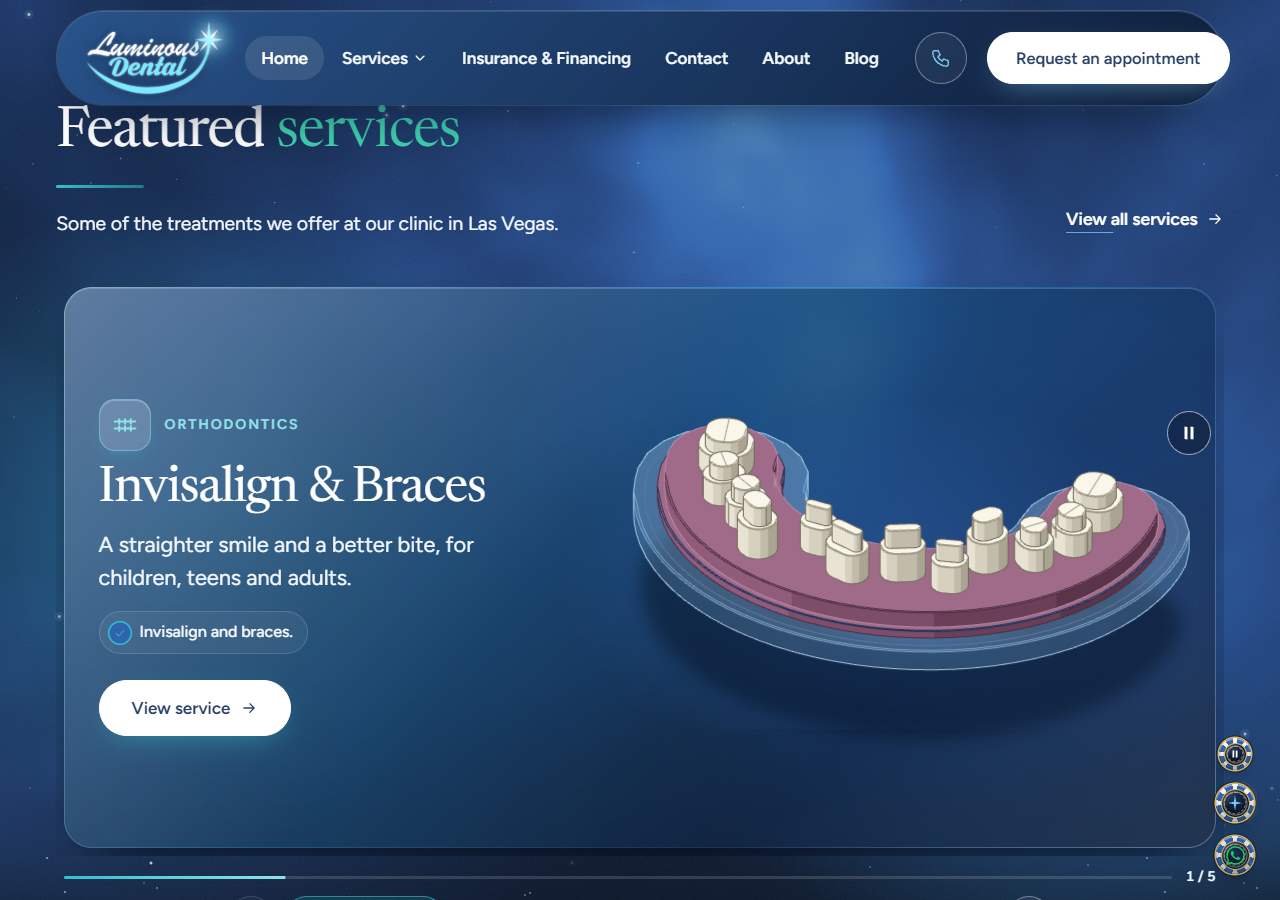 Luminous
Dental
Home
Services
Insurance & Financing
Contact
About
Blog
Request an appointment
Featured services
Some of the treatments we offer at our clinic in Las Vegas.
View all services
ORTHODONTICS
Invisalign & Braces
A straighter smile and a better bite, for
children, teens and adults.
Invisalign and braces.
View service
1 / 5